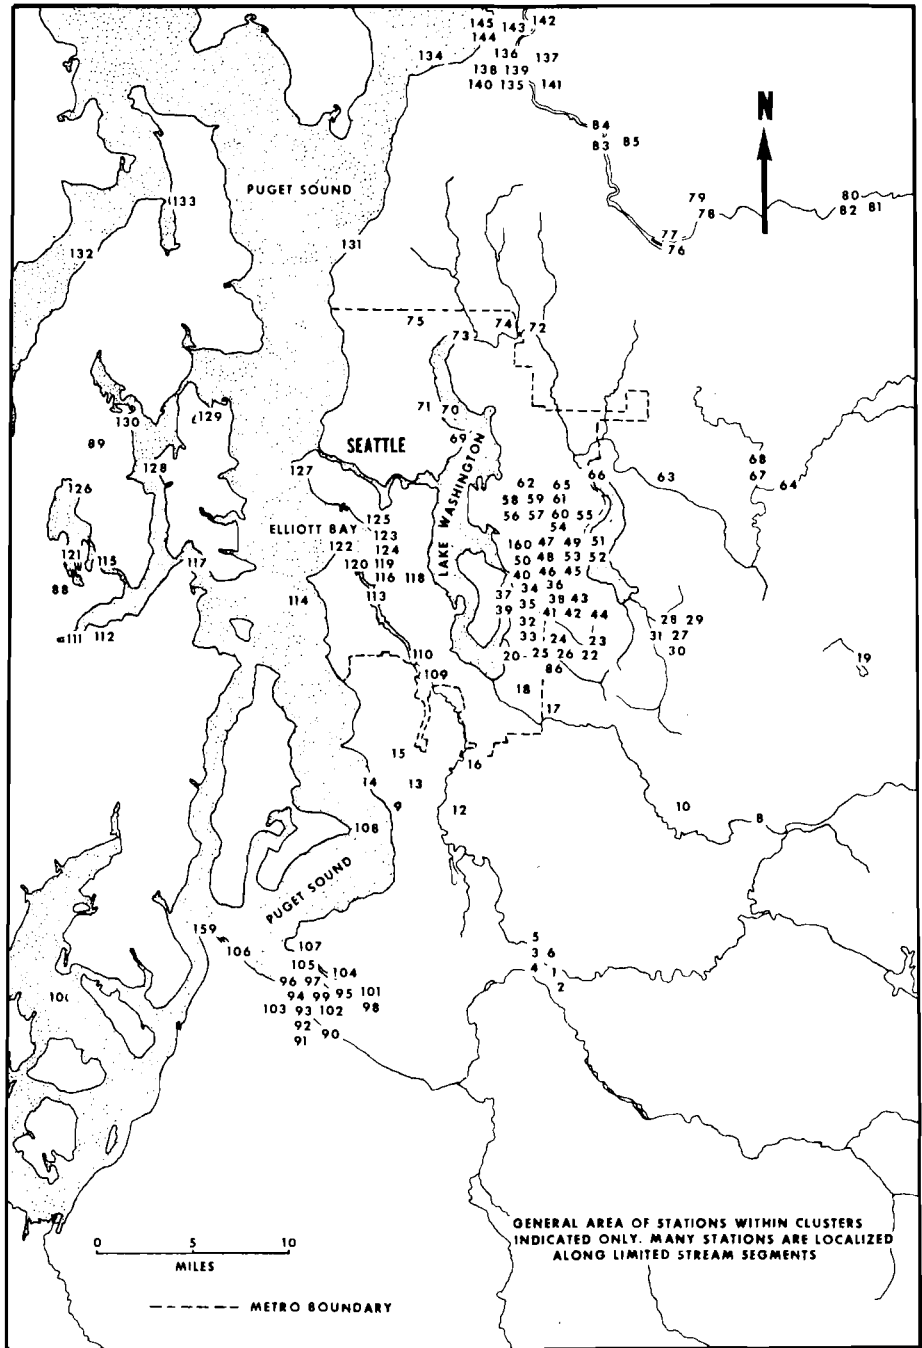 145 143 142
144
134 136 137
138 139
140 135 141
84
83 85
N
PUGET SOUND
133
79
78
80
82 81
77
76
132
131
75 74 72
73
71 70
129
130
89
69
SEATTLE
LAKE WASHINGTON
128
127
126
68
67 64
66 63
62 65
58 59 61
56 57 60 55
54
ELLIOTT BAY
125
123
122 124
120 119
116 118
113
114
160 47 49 51
50 48 53 52
40 46 45
34 36
37 38 43
39 35 41 42 44
32
33 24 23
20 25 26 22
86
121 115
117
88
111 112
28 29
31 27
30
19
110
109
18
17
15
16
14 13
9
12
10
8
108
PUGET SOUND
159
106
107
105
104
96 97
94 99 95 101
103 93 102 98
92
91 90
5
3 6
4 1
2
0 5 10
MILES
METRO BOUNDARY
GENERAL AREA OF STATIONS WITHIN CLUSTERS
INDICATED ONLY. MANY STATIONS ARE LOCALIZED
ALONG LIMITED STREAM SEGMENTS